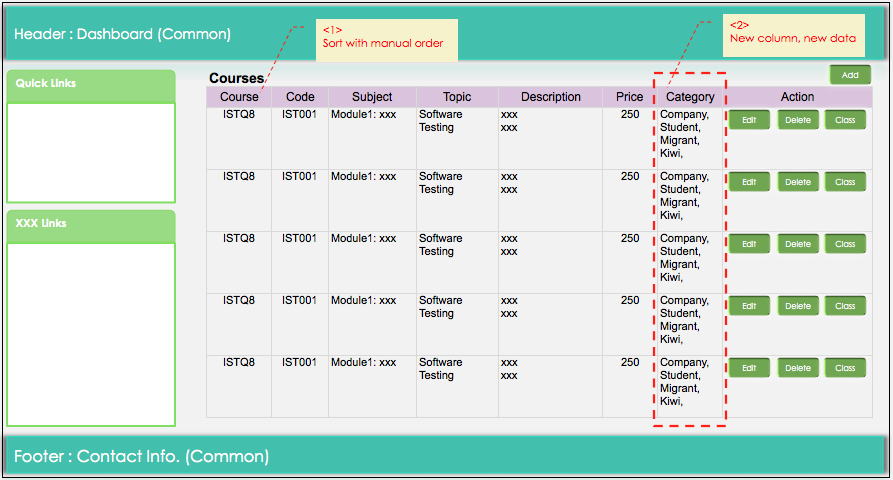 Header : Dashboard (Common)
<1>
Sort with manual order
<2>
New column, new data
Quick Links
XXX Links
Courses
Add
Course Code Subject Topic Description Price Category Action
ISTQ8 IST001 Module1: xxx Software xxx 250 Company, Edit Delete Class
Testing xxx Student,
Migrant,
Kiwi,
ISTQ8 IST001 Module1: xxx Software xxx 250 Company, Edit Delete Class
Testing xxx Student,
Migrant,
Kiwi,
ISTQ8 IST001 Module1: xxx Software xxx 250 Company, Edit Delete Class
Testing xxx Student,
Migrant,
Kiwi,
ISTQ8 IST001 Module1: xxx Software xxx 250 Company, Edit Delete Class
Testing xxx Student,
Migrant,
Kiwi,
ISTQ8 IST001 Module1: xxx Software xxx 250 Company, Edit Delete Class
Testing xxx Student,
Migrant,
Kiwi,
Footer : Contact Info. (Common)